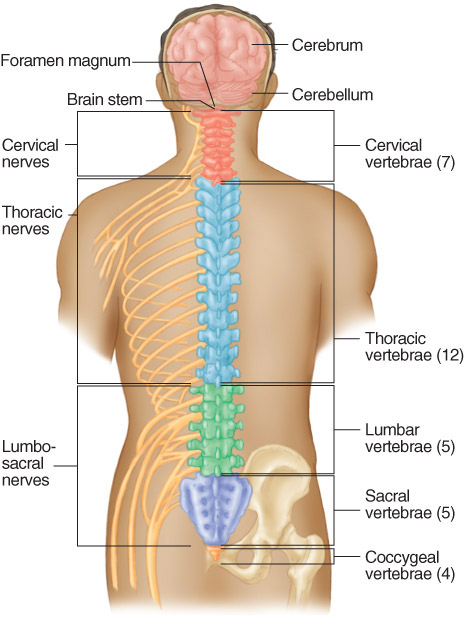 Cerebrum
Foramen magnum
Brain stem
Cerebellum
Cervical
nerves
Cervical
vertebrae (7)
Thoracic
nerves
Thoracic
vertebrae (12)
Lumbo-
sacral
nerves
Lumbar
vertebrae (5)
Sacral
vertebrae (5)
Coccygeal
vertebrae (4)